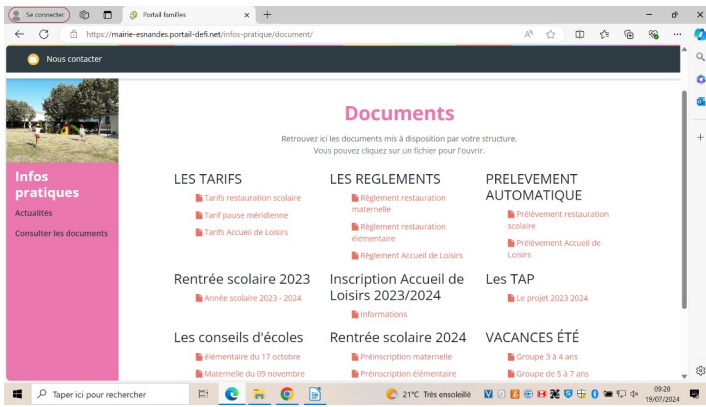 Se connecter
Portail familles
https://mairie-esnandes.portail-defi.net/infos-pratique/document/
Nous contacter
Infos
pratiques
Actualités
Consulter les documents
Documents
Retrouvez ici les documents mis à disposition par votre structure.
Vous pouvez cliquez sur un fichier pour l'ouvrir.
LES TARIFS
Tarifs restauration scolaire
Tarif pause méridienne
Tarifs Accueil de Loisirs
LES REGLEMENTS
Règlement restauration
maternelle
Règlement restauration
élémentaire
Règlement Accueil de Loisirs
PRELEVEMENT
AUTOMATIQUE
Prélèvement restauration
scolaire
Prélèvement Accueil de
Loisirs
Rentrée scolaire 2023
Année scolaire 2023 - 2024
Inscription Accueil de
Loisirs 2023/2024
Informations
Les TAP
Le projet 2023 2024
Les conseils d'écoles
élémentaire du 17 octobre
Maternelle du 09 novembre
Rentrée scolaire 2024
Préinscription maternelle
Préinscription élémentaire
VACANCES ÉTÉ
Groupe 3 à 4 ans
Groupe de 5 à 7 ans
Taper ici pour rechercher
21°C Très ensoleillé
09:28
19/07/2024